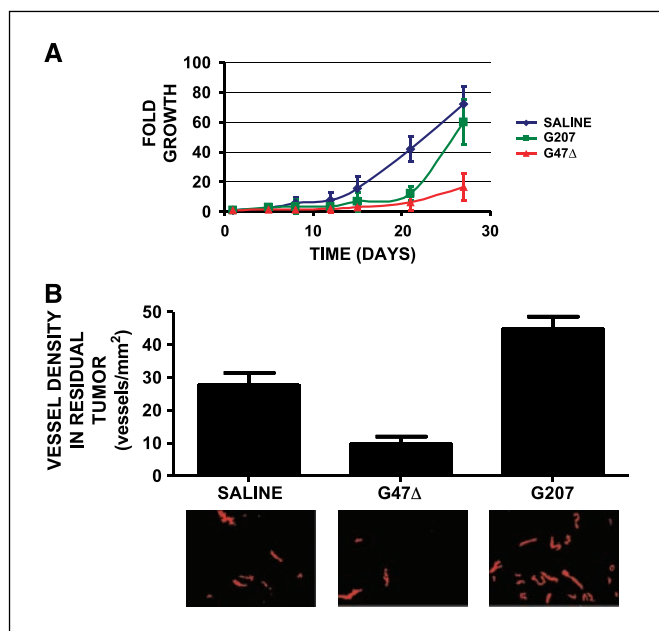 A
FOLD
GROWTH
100
80
60
40
20
0
0 10 20 30
TIME (DAYS)
SALINE
G207
G47Δ
B
VESSEL DENSITY
IN RESIDUAL
TUMOR
(vessels/mm²)
50
40
30
20
10
0
SALINE G47Δ G207